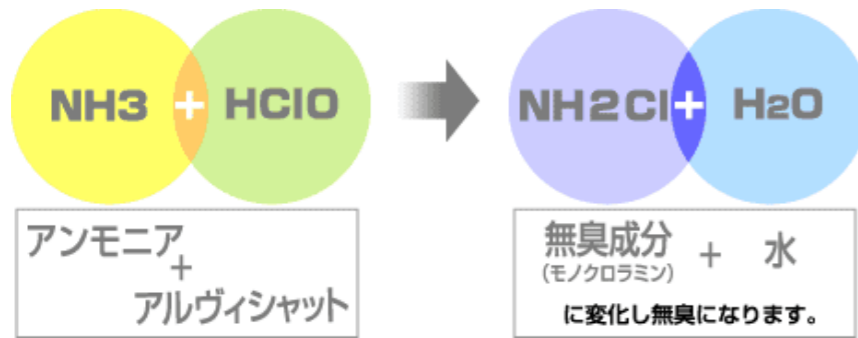 NH3 + HClO
NH2Cl + H2O
アンモニア
+
アルヴィシャット
無臭成分 + 水
(モノクロラミン)
に変化し無臭になります。